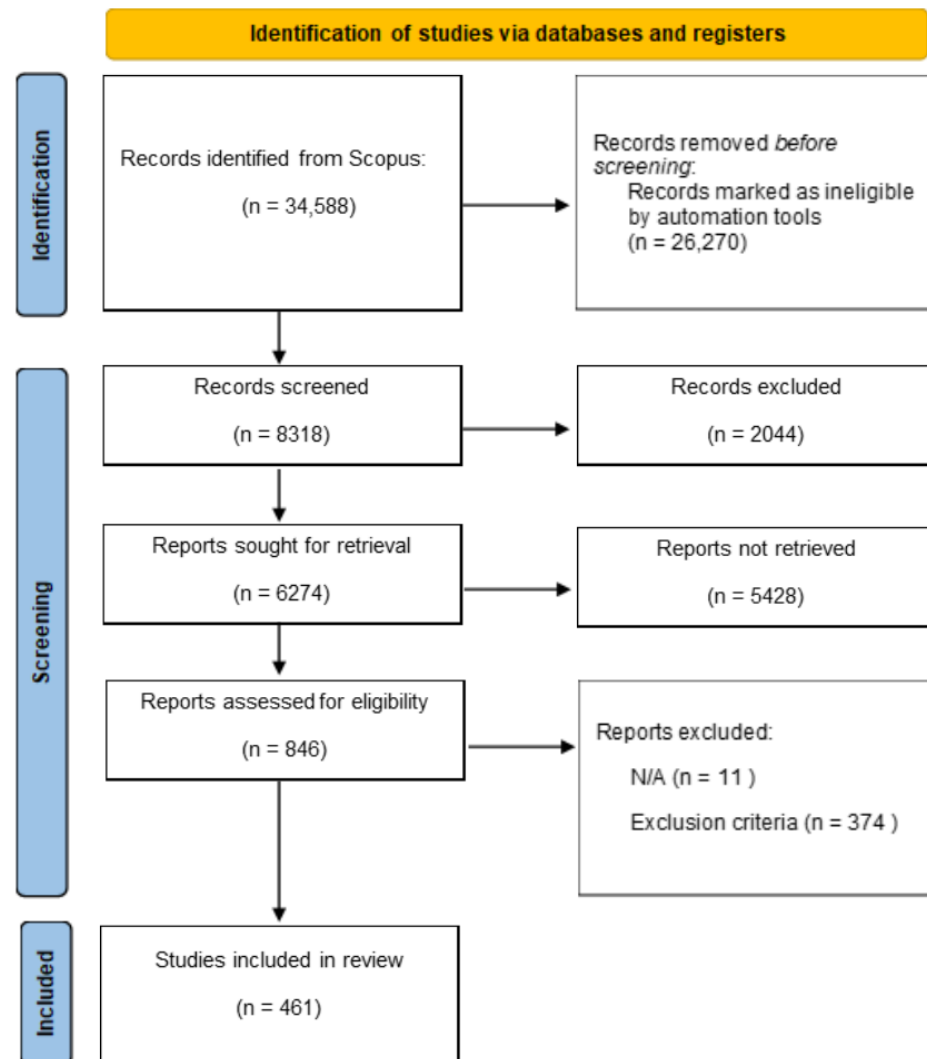 Identification of studies via databases and registers
Identification
Records identified from Scopus:
(n = 34,588)
Records removed before
screening:
Records marked as ineligible
by automation tools
(n = 26,270)
Screening
Records screened
(n = 8318)
Records excluded
(n = 2044)
Reports sought for retrieval
(n = 6274)
Reports not retrieved
(n = 5428)
Reports assessed for eligibility
(n = 846)
Reports excluded:
N/A (n = 11 )
Exclusion criteria (n = 374 )
Included
Studies included in review
(n = 461)